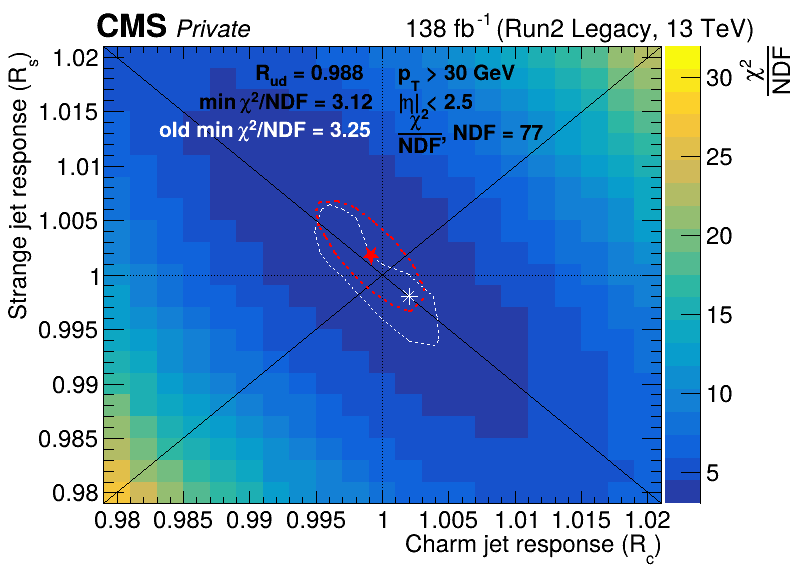 CMS Private 138 fb⁻¹ (Run2 Legacy, 13 TeV)
R_ud = 0.988
min χ²/NDF = 3.12
old min χ²/NDF = 3.25
p_T > 30 GeV
|η| < 2.5
χ²/NDF, NDF = 77
Strange jet response (R_s)
1.02
1.015
1.01
1.005
1
0.995
0.99
0.985
0.98
0.98 0.985 0.99 0.995 1 1.005 1.01 1.015 1.02
Charm jet response (R_c)
χ²/NDF
30
25
20
15
10
5